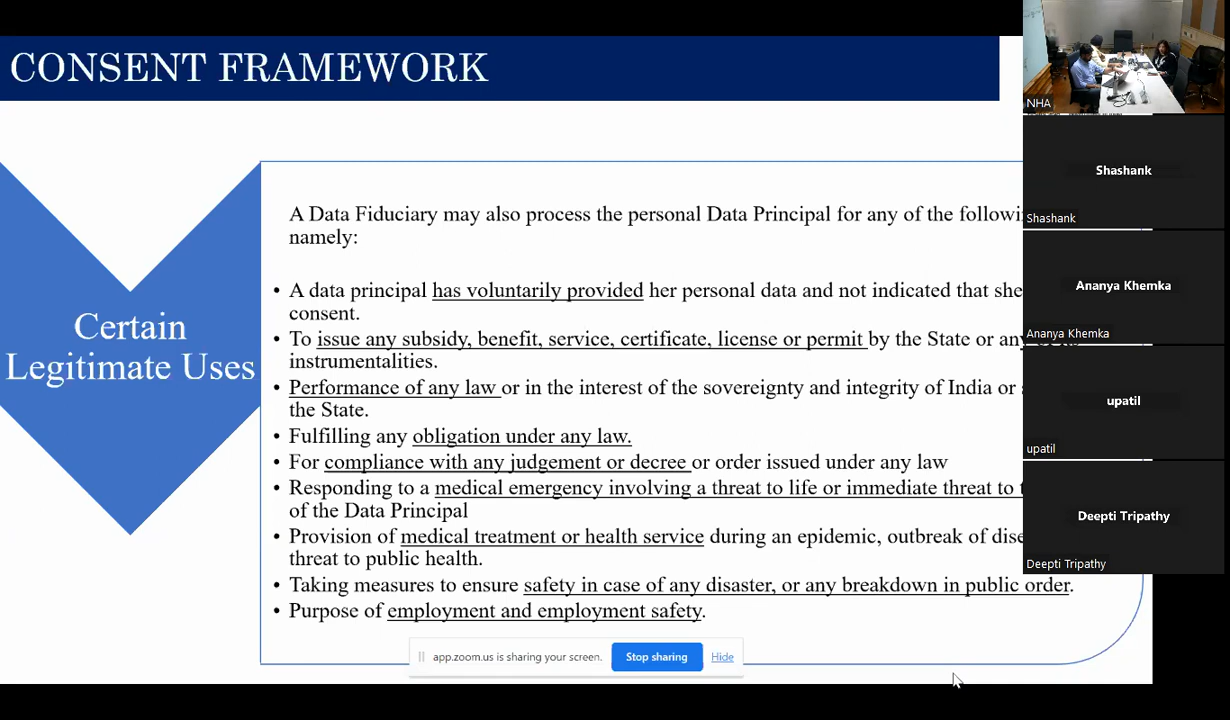 CONSENT FRAMEWORK
Certain
Legitimate Uses
A Data Fiduciary may also process the personal Data Principal for any of the
namely:
• A data principal has voluntarily provided her personal data and not indicated that she
consent.
• To issue any subsidy, benefit, service, certificate, license or permit by the State or
instrumentalities.
• Performance of any law or in the interest of the sovereignty and integrity of India or
the State.
• Fulfilling any obligation under any law.
• For compliance with any judgement or decree or order issued under any law
• Responding to a medical emergency involving a threat to life or immediate threat to
of the Data Principal
• Provision of medical treatment or health service during an epidemic, outbreak of
threat to public health.
• Taking measures to ensure safety in case of any disaster, or any breakdown in public order.
• Purpose of employment and employment safety.
app.zoom.us is sharing your screen.
Stop sharing
Hide
NHA
Shashank
Shashank
Ananya Khemka
Ananya Khemka
upatil
upatil
Deepti Tripathy
Deepti Tripathy